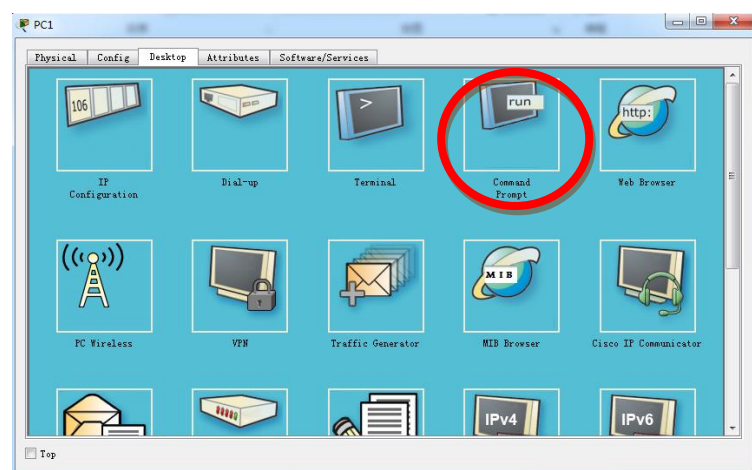 PC1
Physical Config Desktop Attributes Software/Services
106
>
run
http:
IP
Configuration
Dial-up
Terminal
Command
Prompt
Web Browser
MIB
PC Wireless
VPN
Traffic Generator
MIB Browser
Cisco IP Communicator
IPv4
IPv6
Top